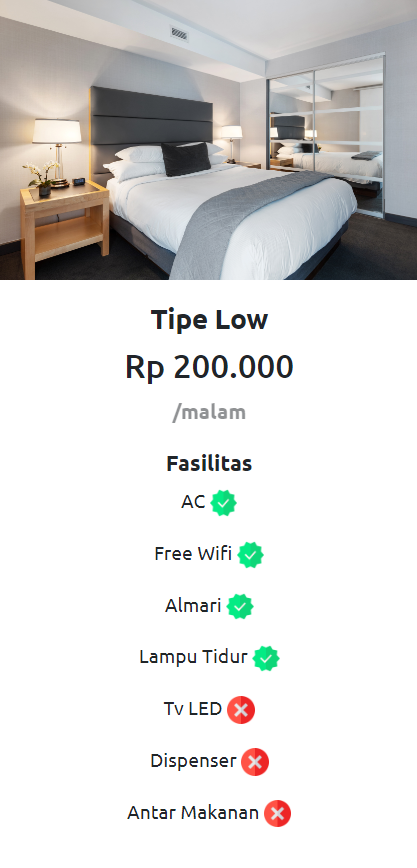 Tipe Low
Rp 200.000
/malam
Fasilitas
AC
Free Wifi
Almari
Lampu Tidur
Tv LED
Dispenser
Antar Makanan